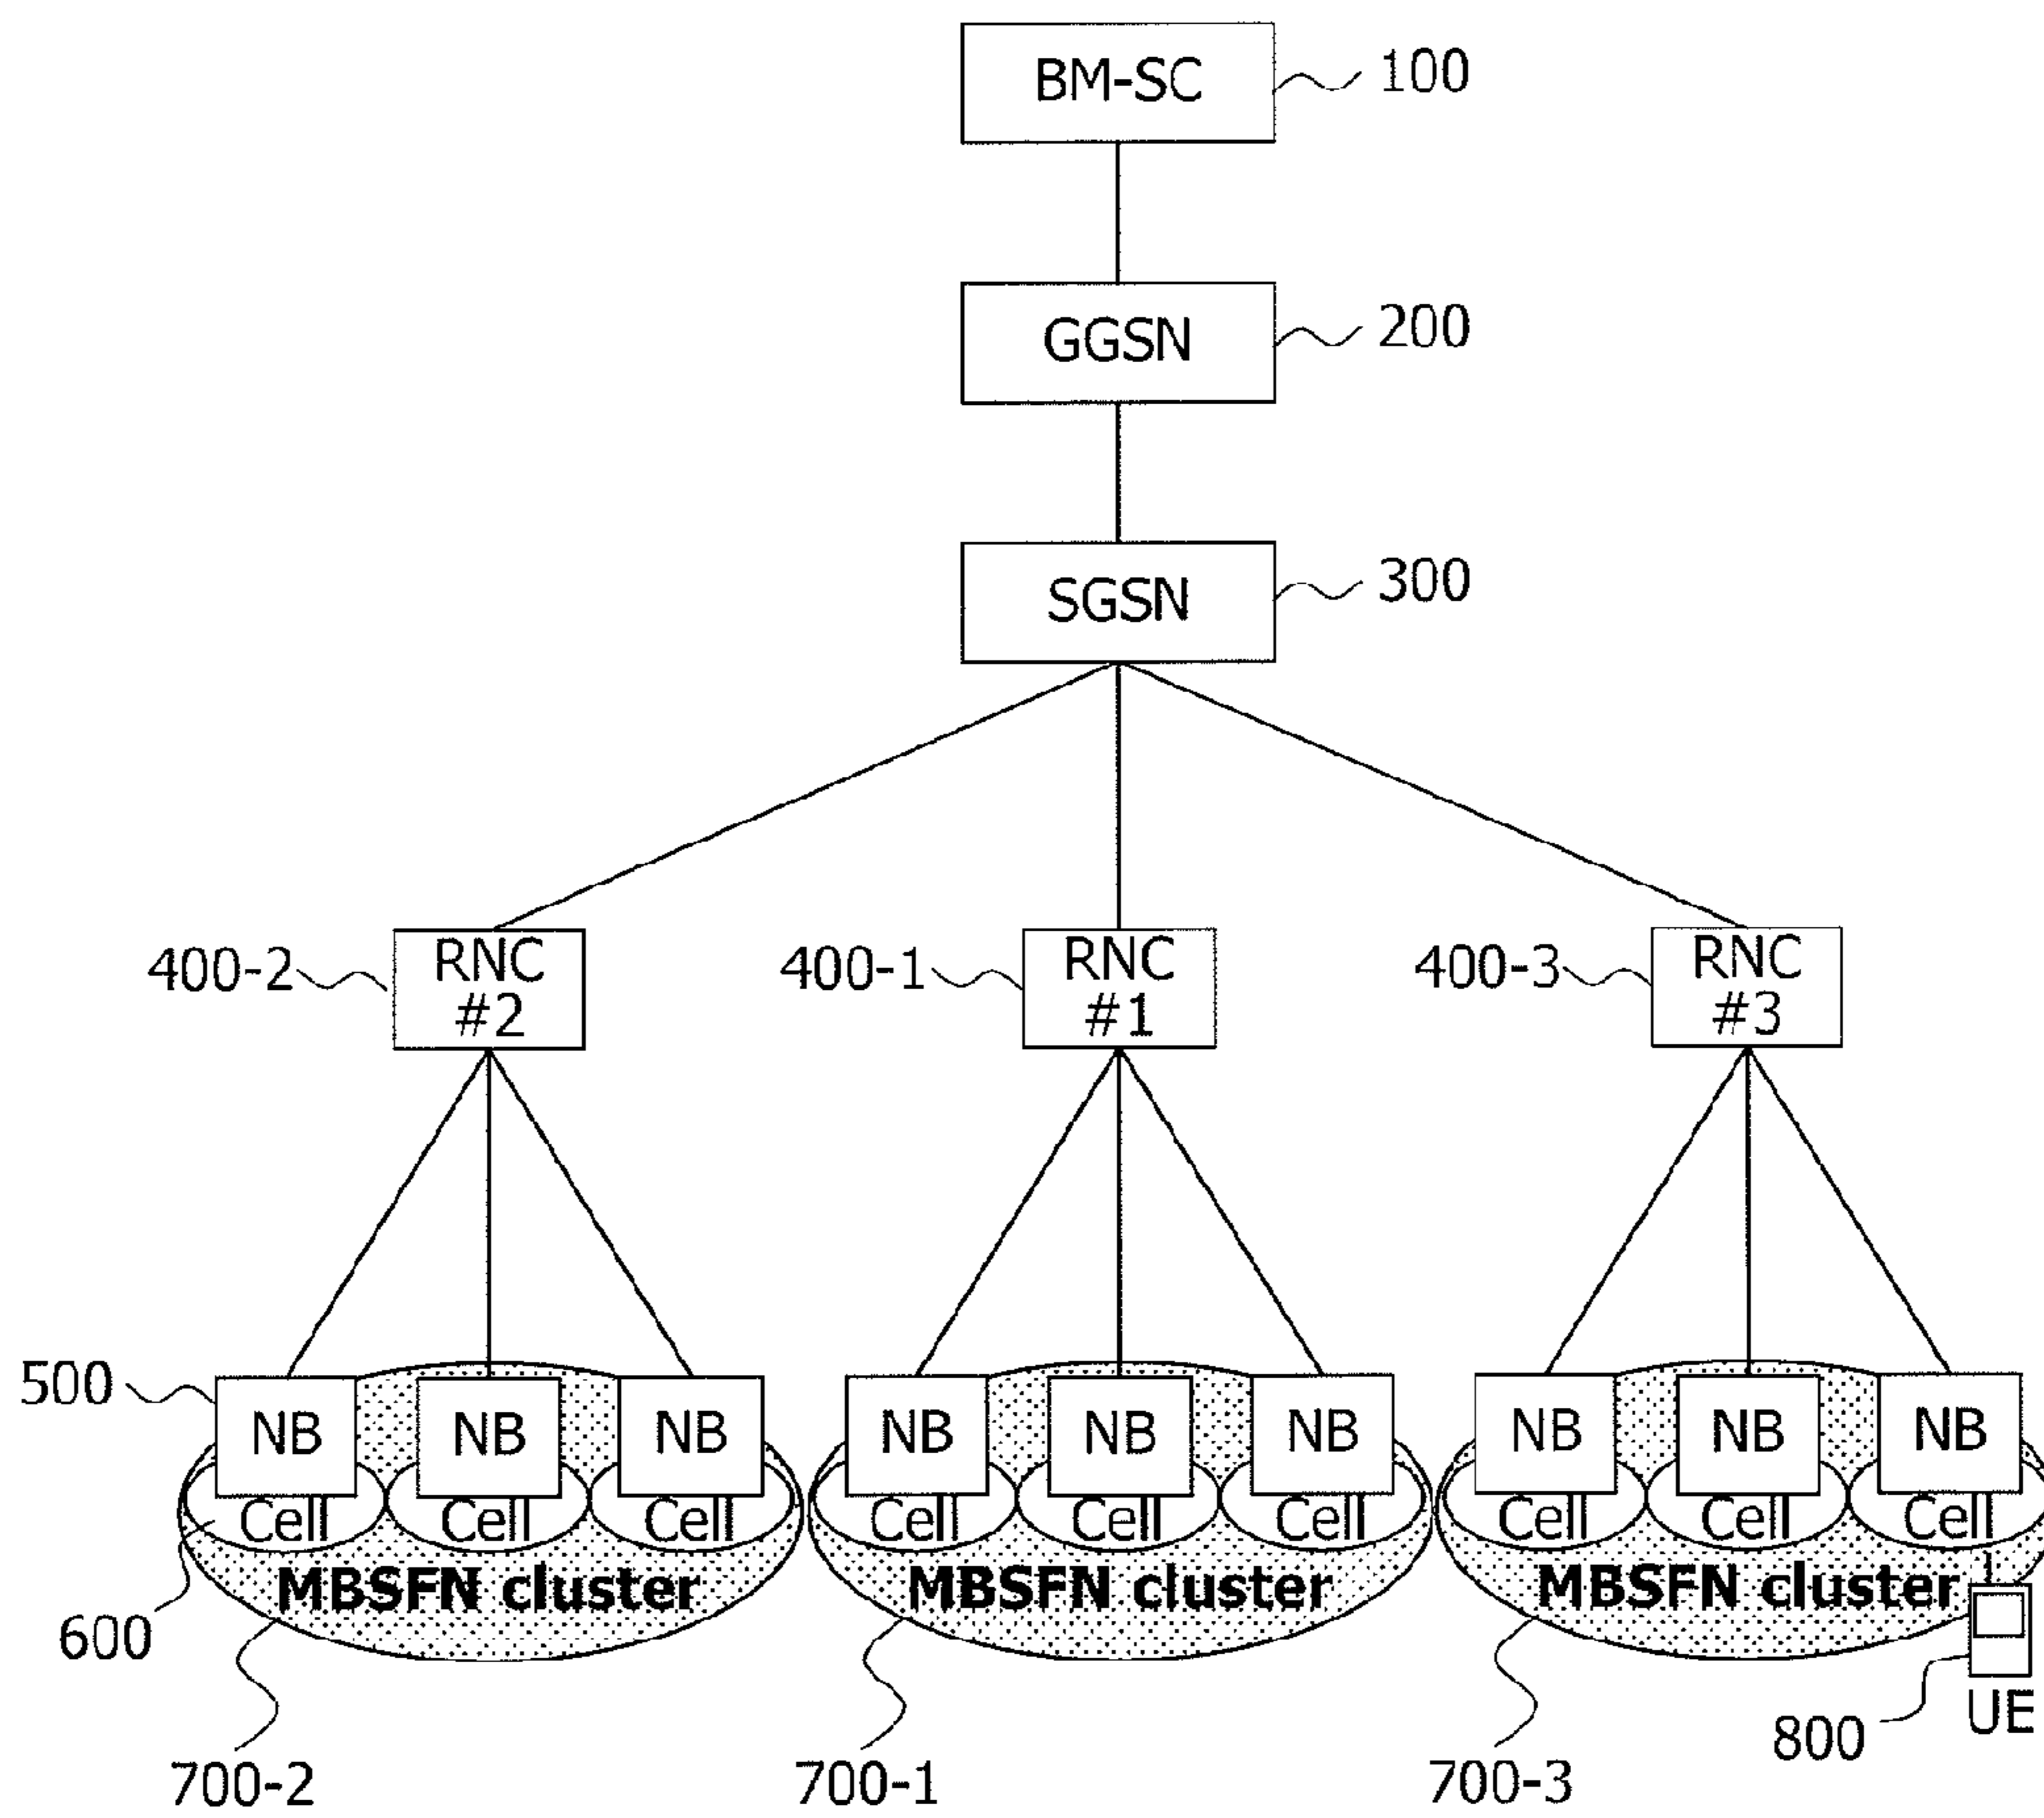 BM-SC
100
GGSN
200
SGSN
300
400-2
RNC
#2
400-1
RNC
#1
400-3
RNC
#3
500
NB
NB
NB
NB
NB
NB
NB
NB
NB
Cell
Cell
Cell
Cell
Cell
Cell
Cell
Cell
Cell
MBSFN cluster
MBSFN cluster
MBSFN cluster
600
800
UE
700-2
700-1
700-3